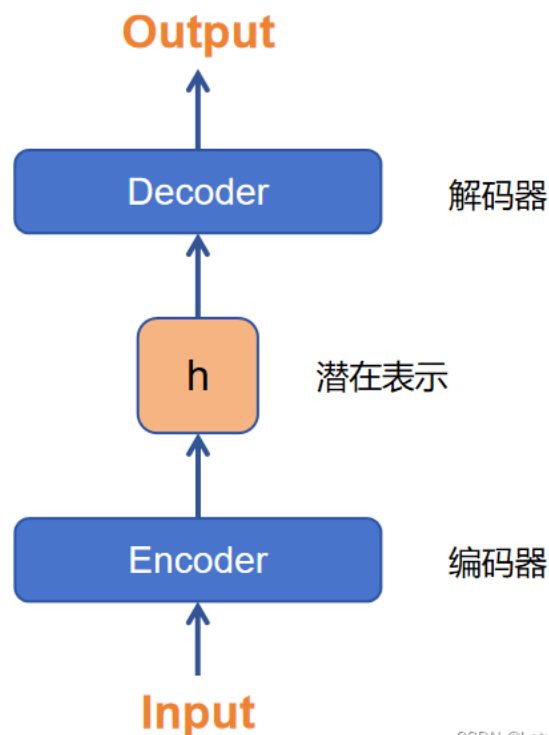 Output
Decoder
解码器
h
潜在表示
Encoder
编码器
Input